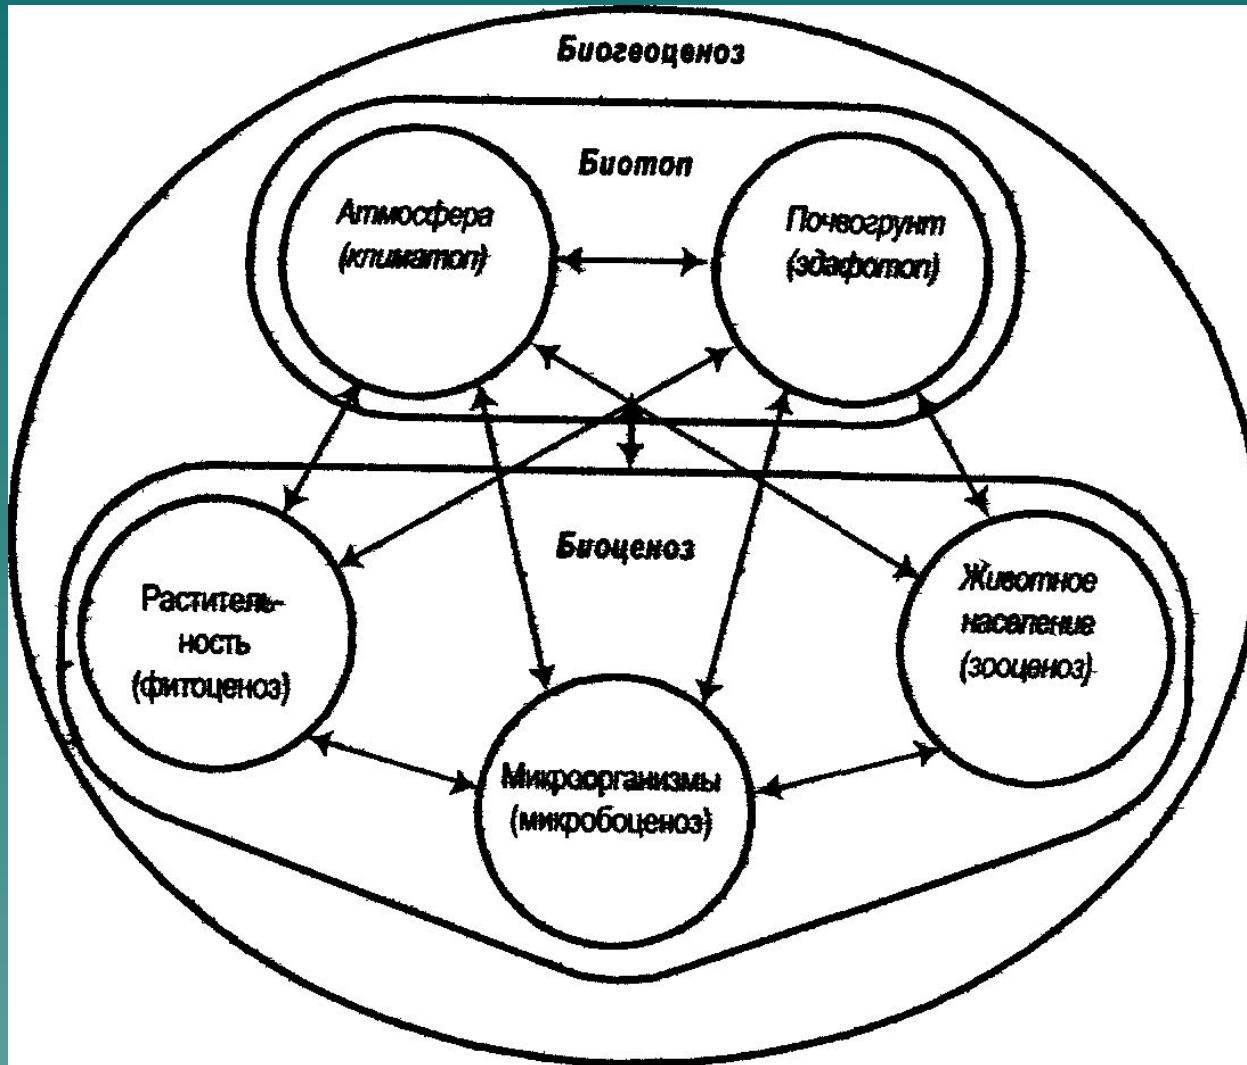 Биогеоценоз
Биотоп
Атмосфера
(климатоп)
Почвогрунт
(эдафотоп)
Биоценоз
Раститель-
ность
(фитоценоз)
Микроорганизмы
(микробоценоз)
Животное
население
(зооценоз)